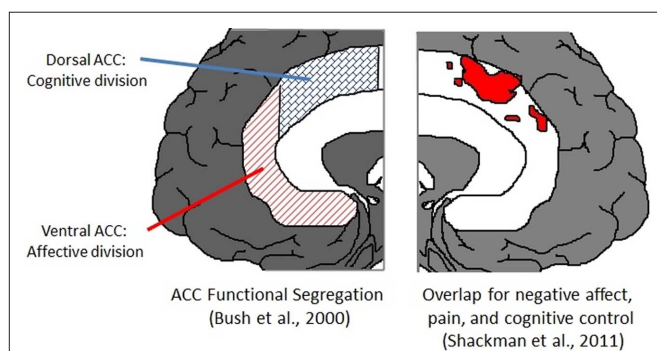 Dorsal ACC:
Cognitive division
Ventral ACC:
Affective division
ACC Functional Segregation
(Bush et al., 2000)
Overlap for negative affect,
pain, and cognitive control
(Shackman et al., 2011)